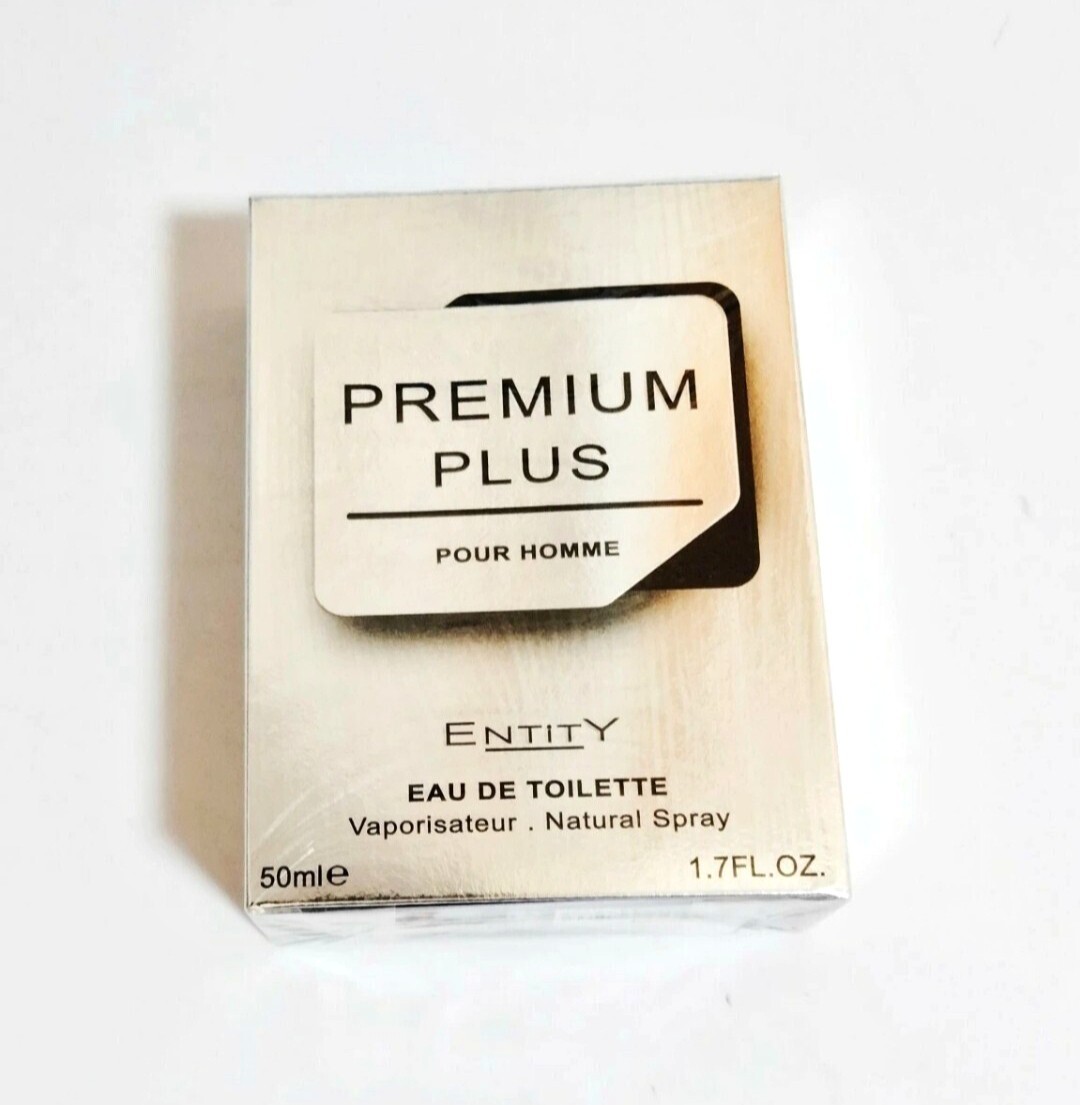 PREMIUM
PLUS
POUR HOMME
ENTiTY
EAU DE TOILETTE
Vaporisateur . Natural Spray
50ml℮
1.7FL.OZ.